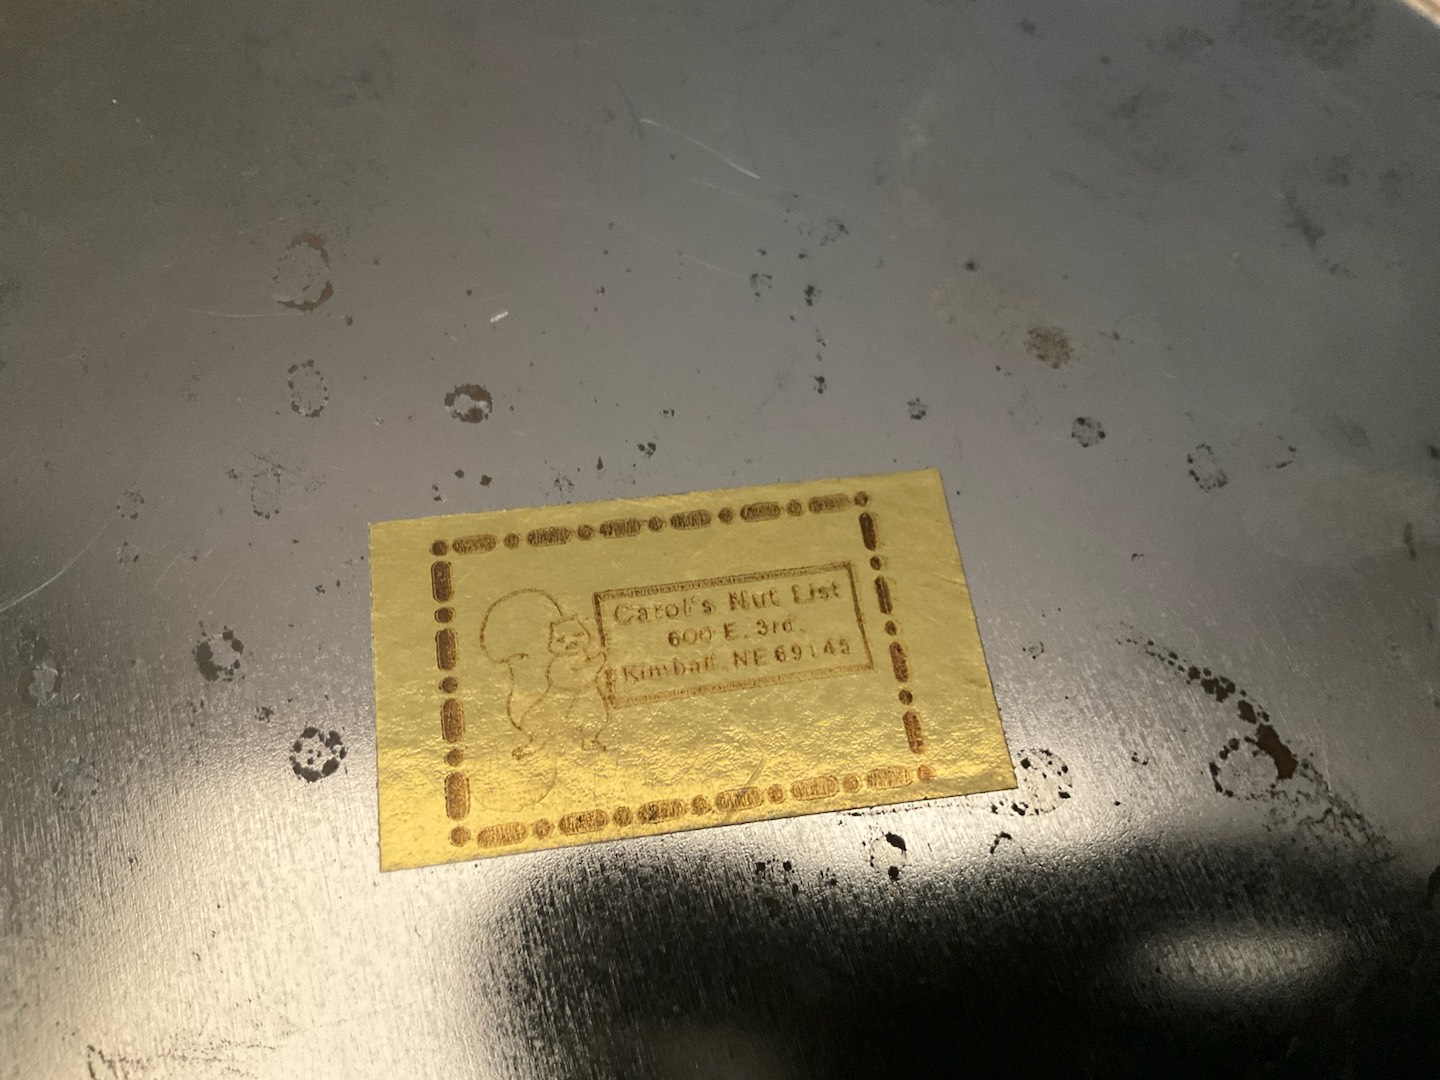 Carol's Nut List
600 E. 3rd.
Kimball, NE 69145